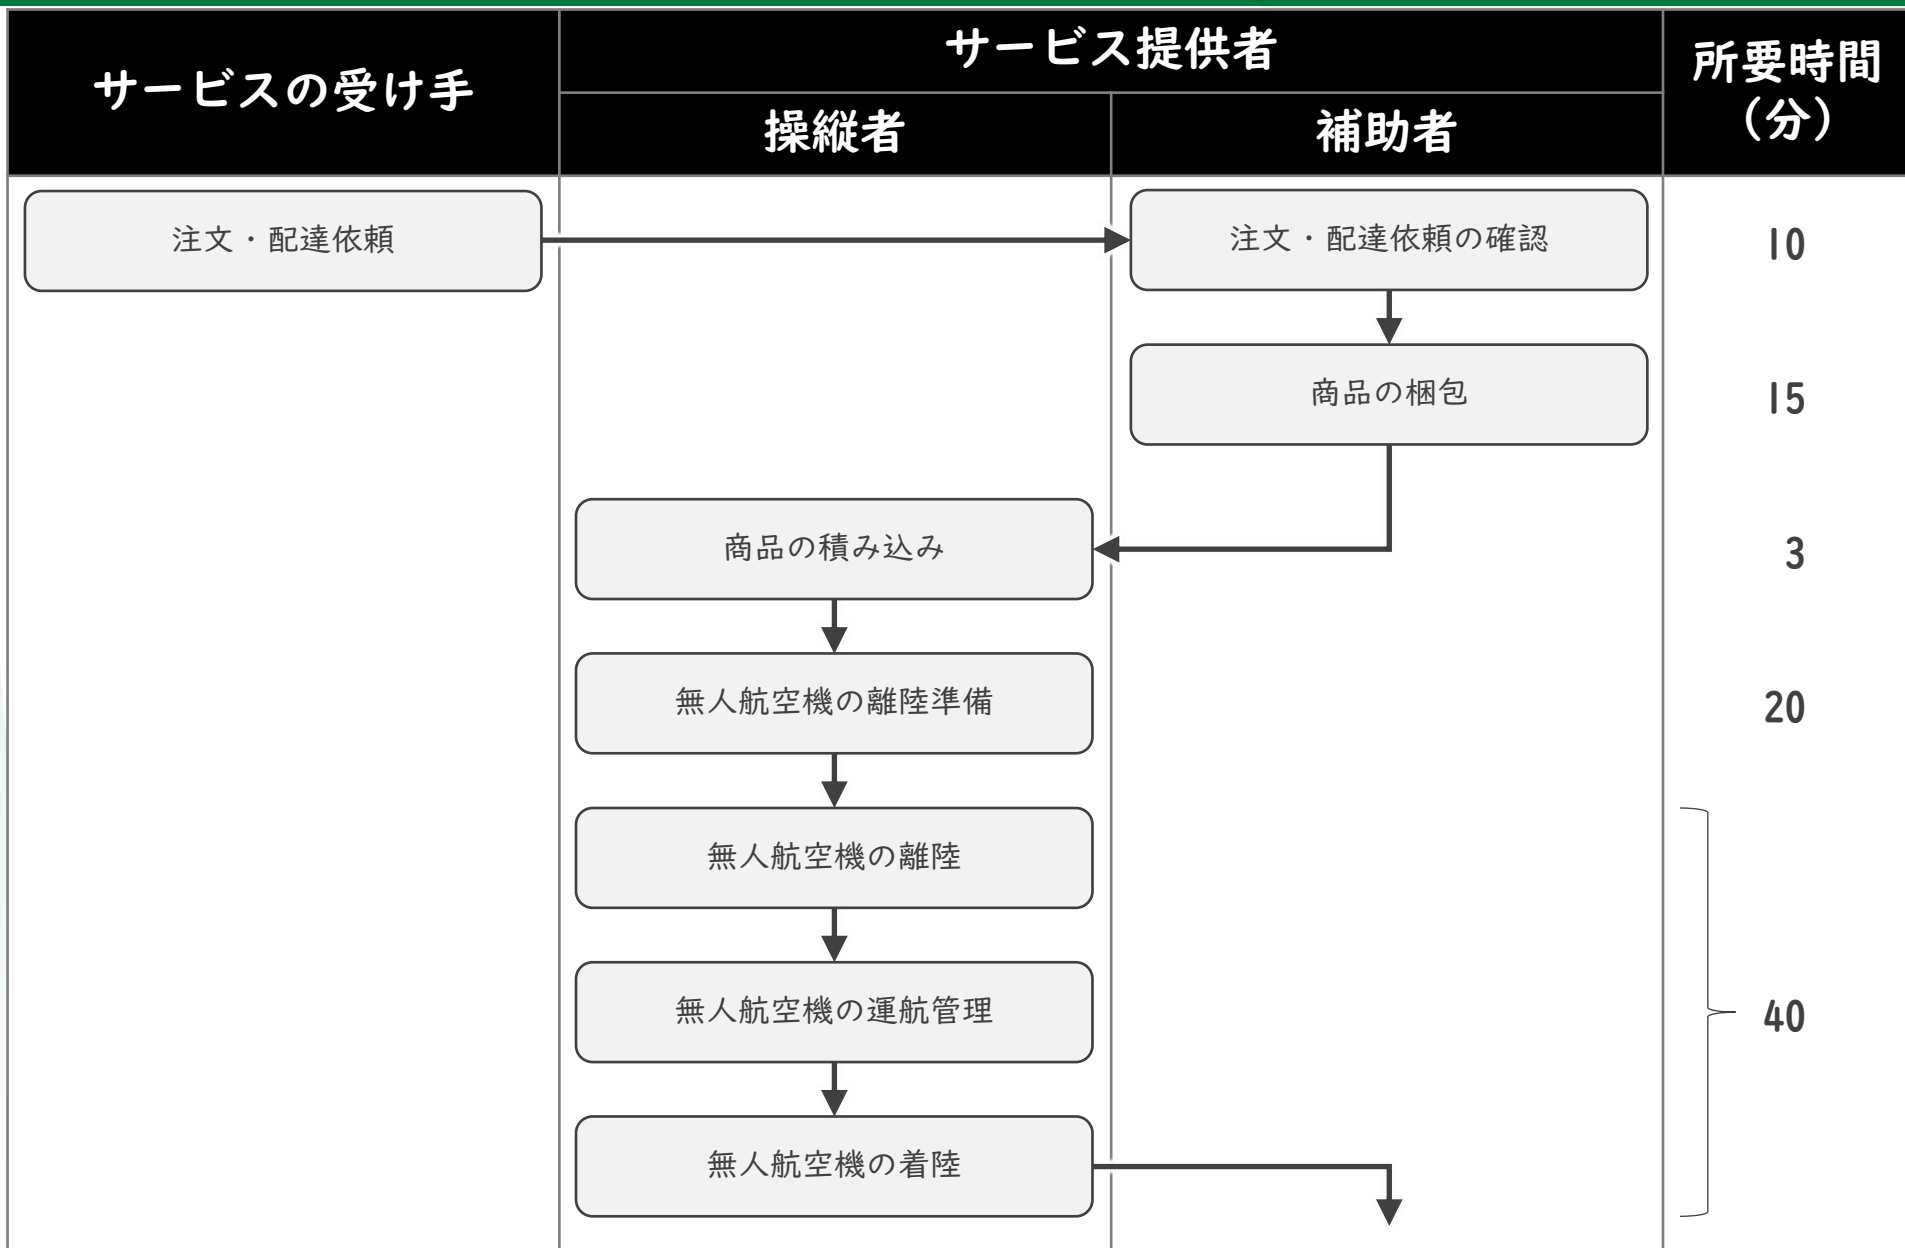 サービスの受け手
サービス提供者
所要時間
（分）
操縦者
補助者
注文・配達依頼
注文・配達依頼の確認
10
商品の梱包
15
商品の積み込み
3
無人航空機の離陸準備
20
無人航空機の離陸
無人航空機の運航管理
40
無人航空機の着陸